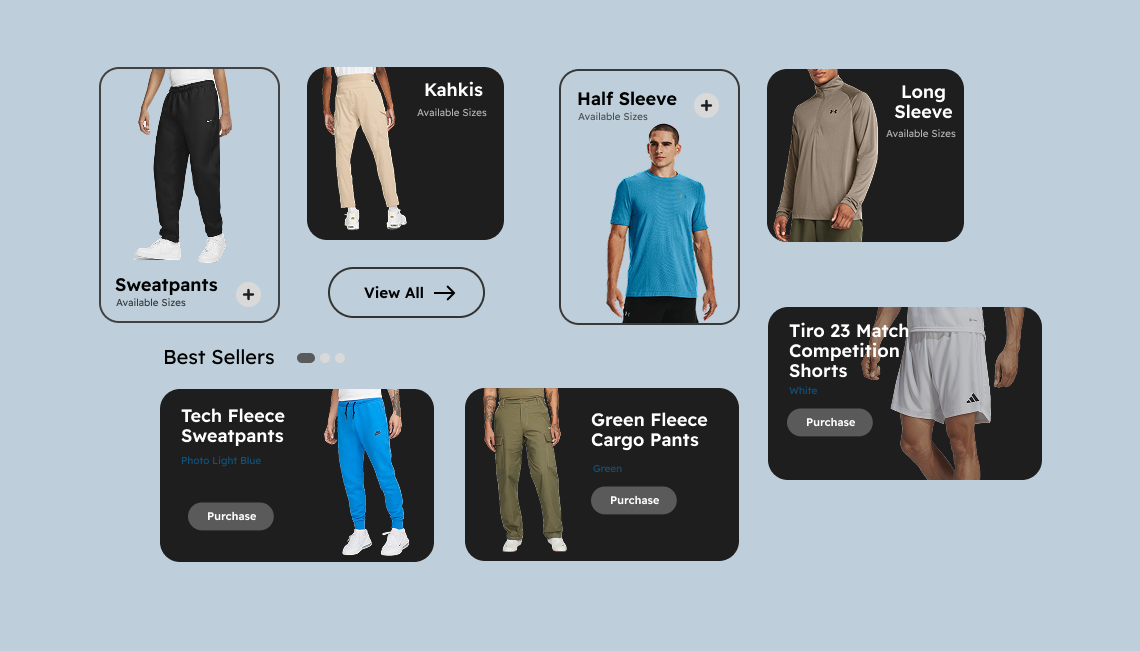 Sweatpants
Available Sizes
Kahkis
Available Sizes
View All
Half Sleeve
Available Sizes
Long
Sleeve
Available Sizes
Best Sellers
Tech Fleece
Sweatpants
Photo Light Blue
Purchase
Green Fleece
Cargo Pants
Green
Purchase
Tiro 23 Match
Competition
Shorts
White
Purchase